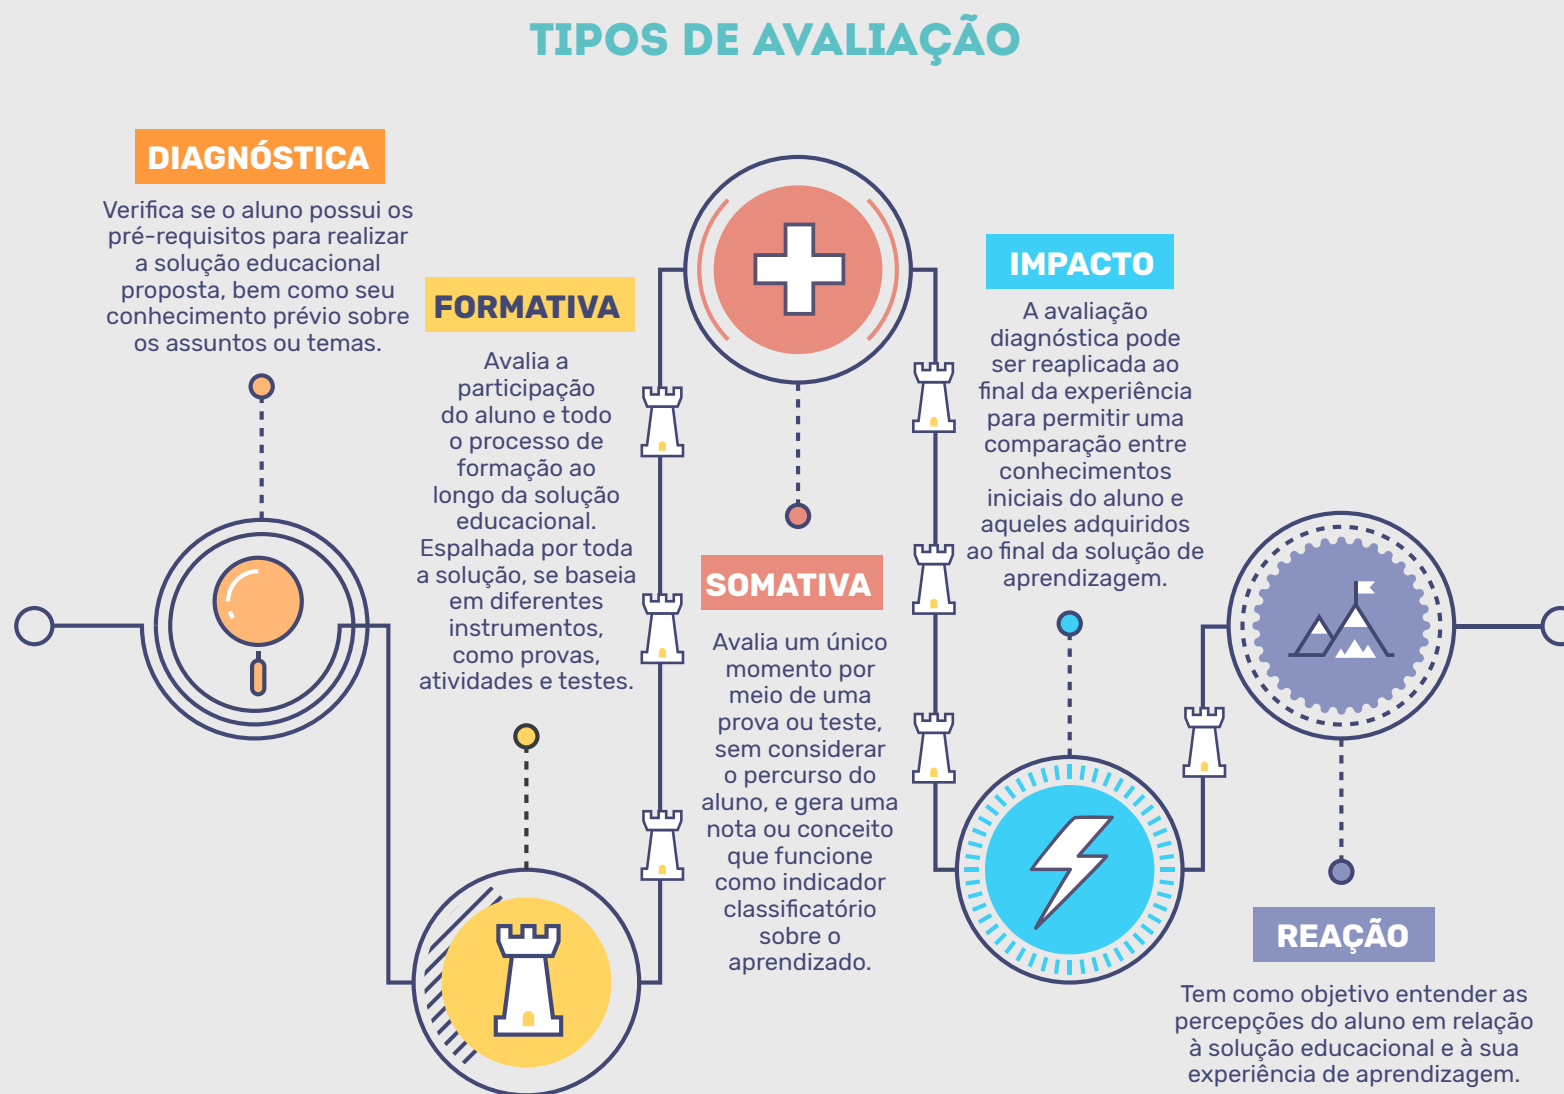 TIPOS DE AVALIAÇÃO
DIAGNÓSTICA
Verifica se o aluno possui os
pré-requisitos para realizar
a solução educacional
proposta, bem como seu
conhecimento prévio sobre
os assuntos ou temas.
FORMATIVA
Avalia a
participação
do aluno e todo
o processo de
formação ao
longo da solução
educacional.
Espalhada por toda
a solução, se baseia
em diferentes
instrumentos,
como provas,
atividades e testes.
SOMATIVA
Avalia um único
momento por
meio de uma
prova ou teste,
sem considerar
o percurso do
aluno, e gera uma
nota ou conceito
que funcione
como indicador
classificatório
sobre o
aprendizado.
IMPACTO
A avaliação
diagnóstica pode
ser reaplicada ao
final da experiência
para permitir uma
comparação entre
conhecimentos
iniciais do aluno e
aqueles adquiridos
ao final da solução de
aprendizagem.
REAÇÃO
Tem como objetivo entender as
percepções do aluno em relação
à solução educacional e à sua
experiência de aprendizagem.